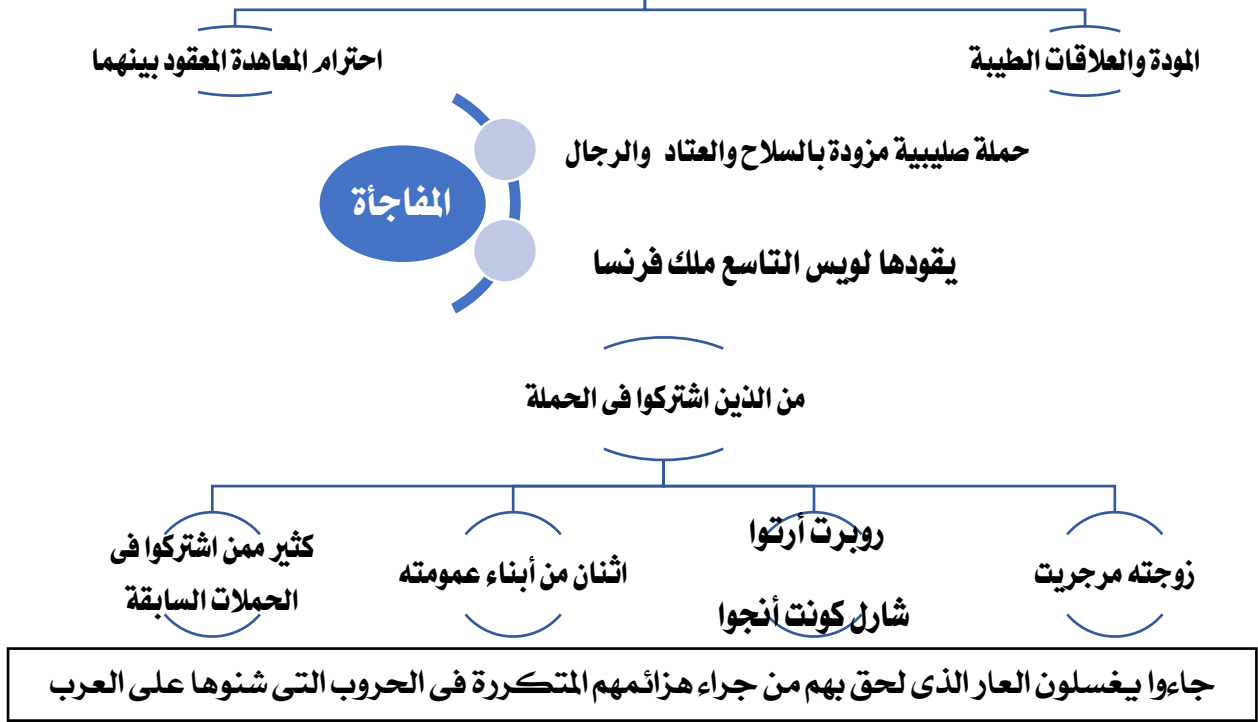 المودة والعلاقات الطيبة
احترام المعاهدة المعقود بينهما
حملة صليبية مزودة بالسلاح والعتاد والرجال
المفاجأة
يقودها لويس التاسع ملك فرنسا
من الذين اشتركوا فى الحملة
زوجته مرجريت
روبرت أرتوا
شارل كونت أنجوا
اثنان من أبناء عمومته
كثير ممن اشتركوا فى
الحملات السابقة
جاءوا يغسلون العار الذى لحق بهم من جراء هزائمهم المتكررة فى الحروب التى شنوها على العرب